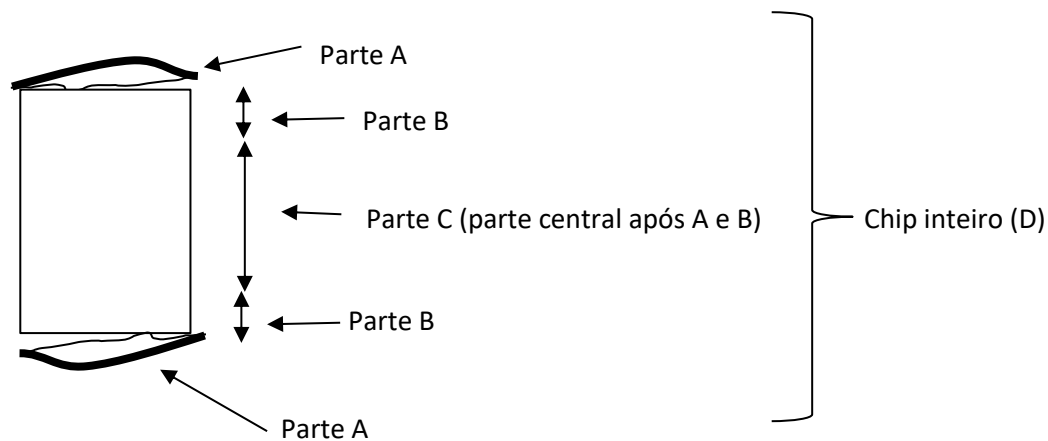 Parte A
Parte B
Parte C (parte central após A e B)
Chip inteiro (D)
Parte B
Parte A